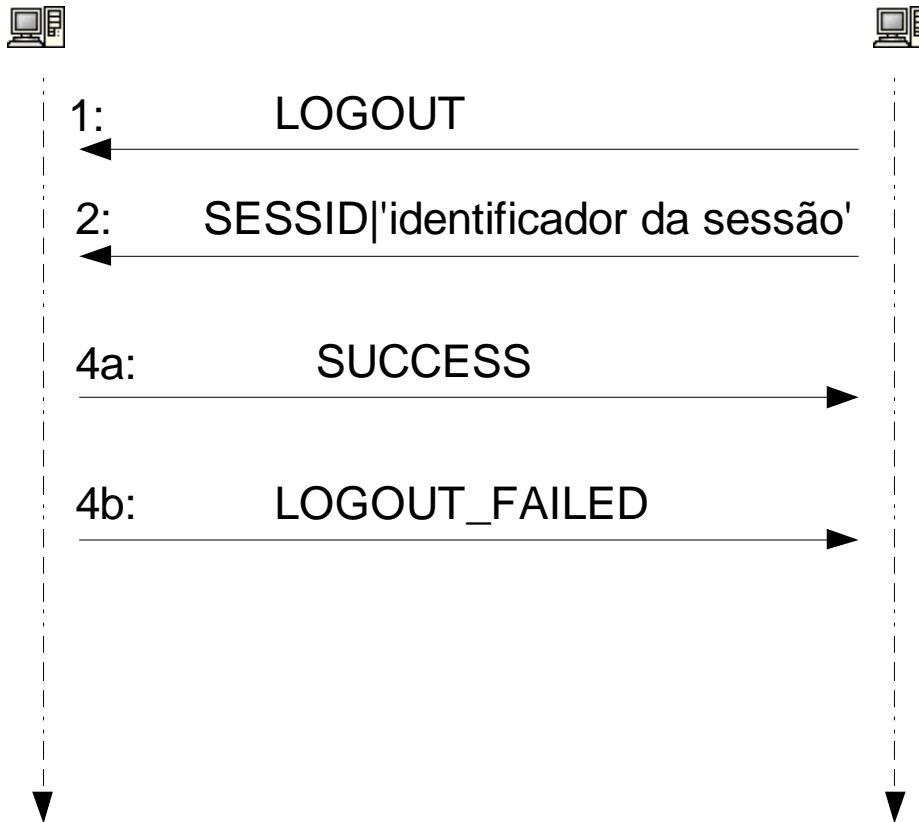 1: LOGOUT
2: SESSID|'identificador da sessão'
4a: SUCCESS
4b: LOGOUT_FAILED